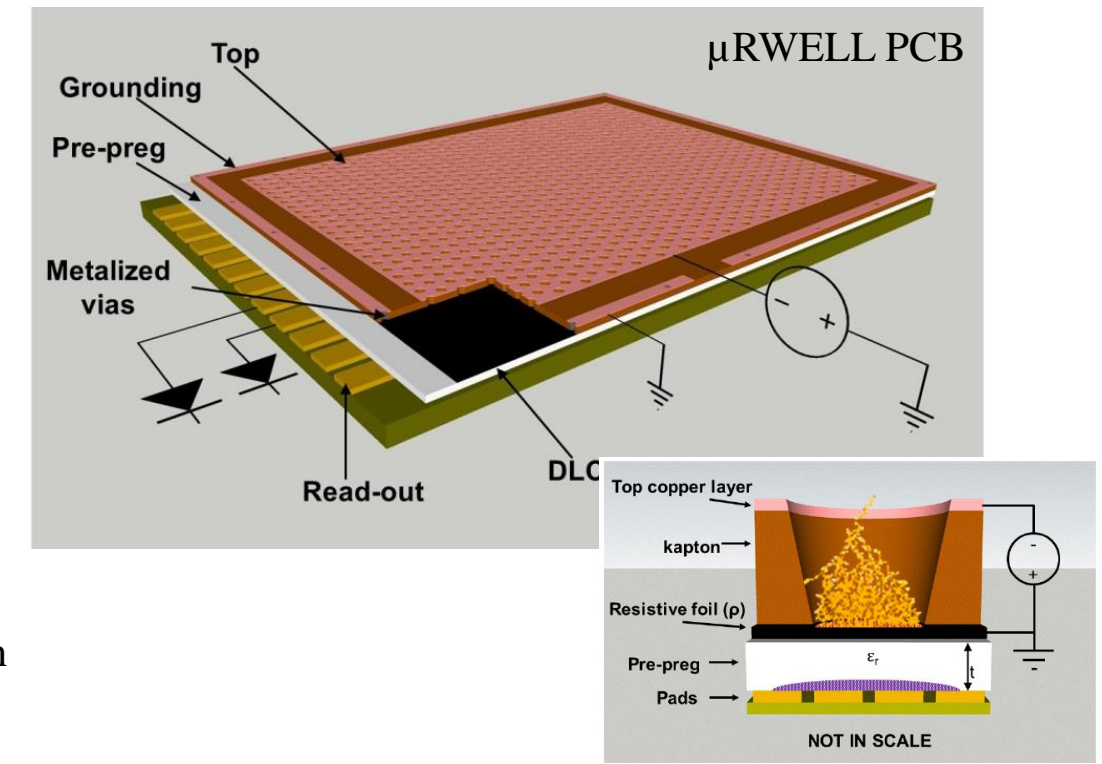 µRWELL PCB
Top
Grounding
Pre-preg
Metalized
vias
Read-out
DLC
-
+
Top copper layer
kapton
Resistive foil (ρ)
Pre-preg
Pads
εr
t
-
+
NOT IN SCALE
n